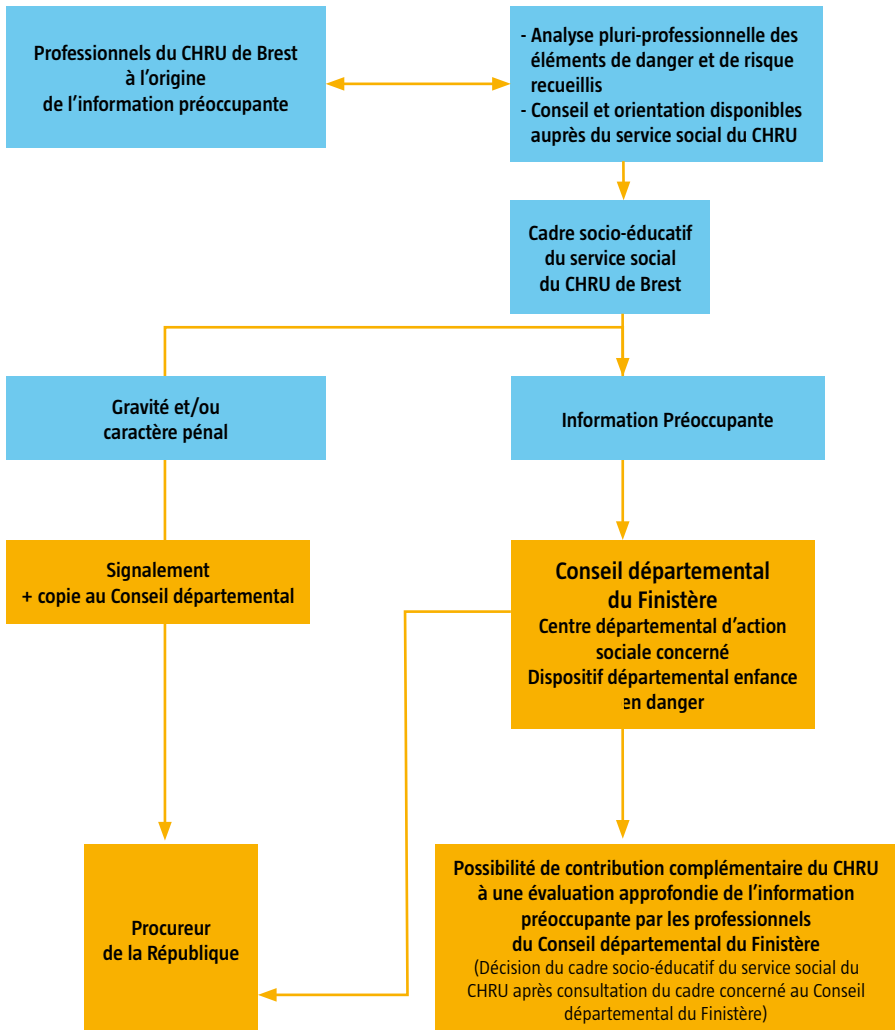 Professionnels du CHRU de Brest
à l’origine
de l’information préoccupante
- Analyse pluri-professionnelle des
éléments de danger et de risque
recueillis
- Conseil et orientation disponibles
auprès du service social du CHRU
Cadre socio-éducatif
du service social
du CHRU de Brest
Gravité et/ou
caractère pénal
Information Préoccupante
Signalement
+ copie au Conseil départemental
Conseil départemental
du Finistère
Centre départemental d’action
sociale concerné
Dispositif départemental enfance
en danger
Procureur
de la République
Possibilité de contribution complémentaire du CHRU
à une évaluation approfondie de l’information
préoccupante par les professionnels
du Conseil départemental du Finistère
(Décision du cadre socio-éducatif du service social du
CHRU après consultation du cadre concerné au Conseil
départemental du Finistère)